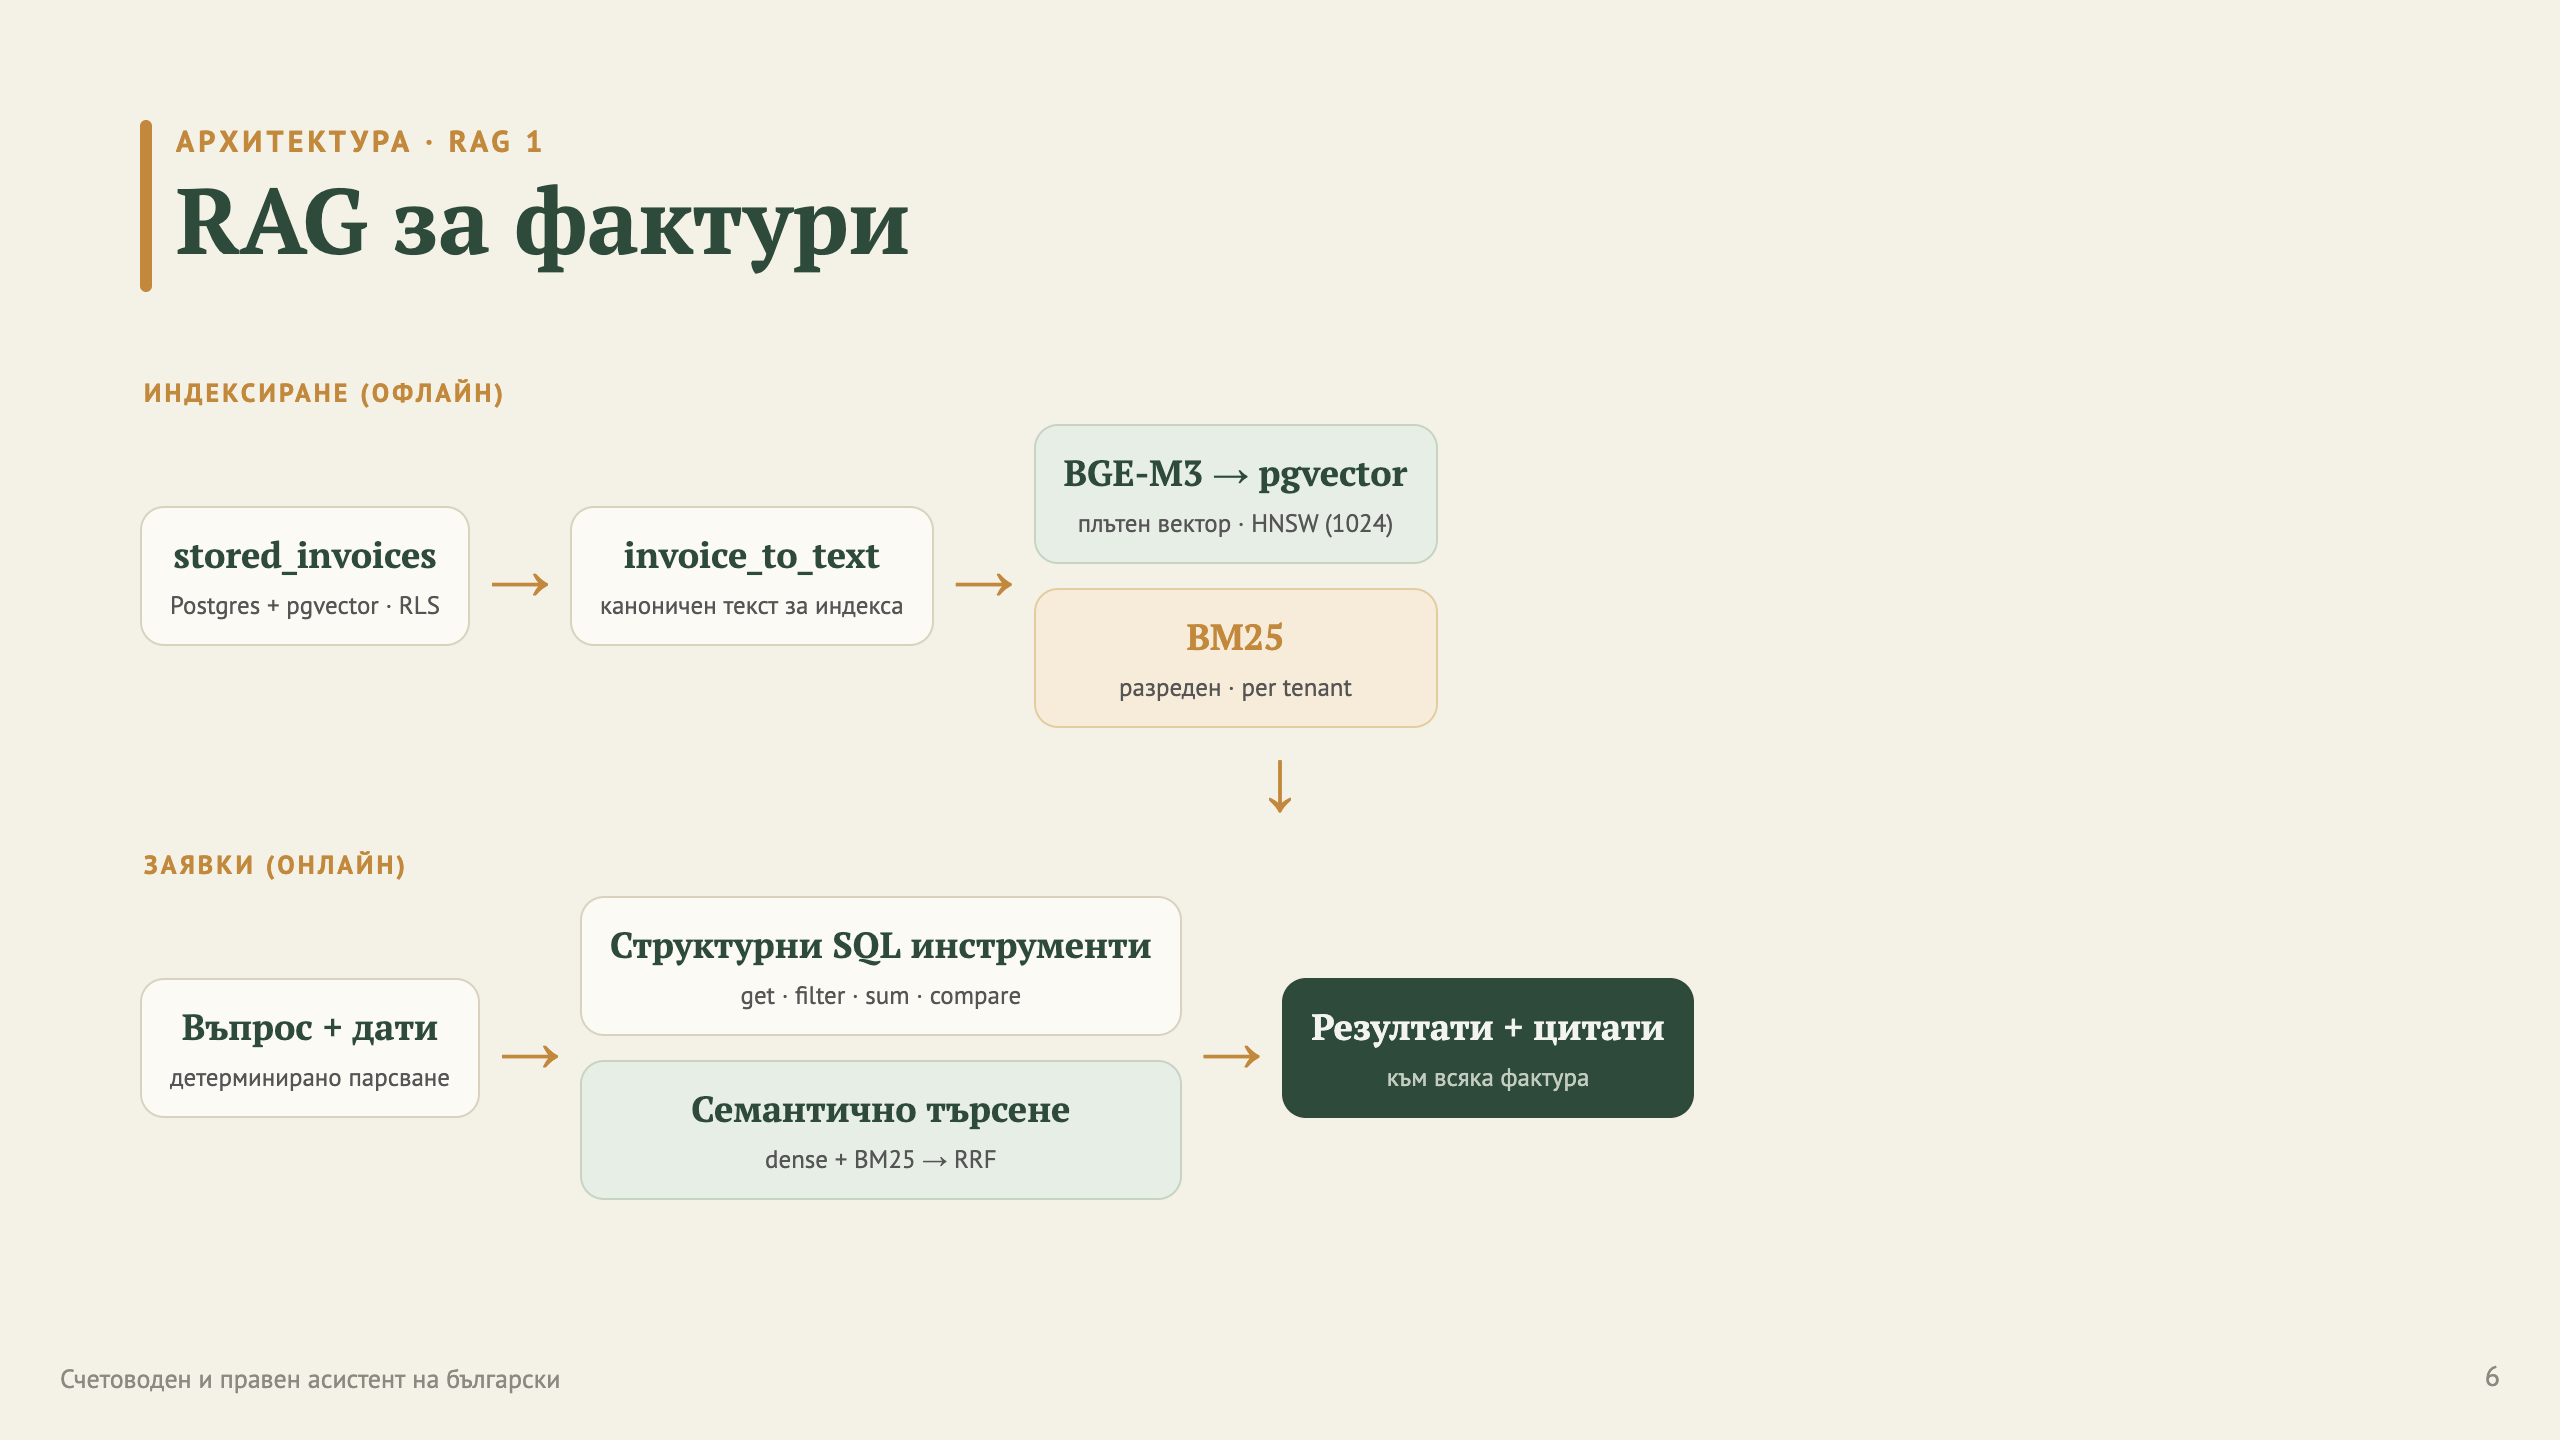 АРХИТЕКТУРА · RAG 1
RAG за фактури
ИНДЕКСИРАНЕ (ОФЛАЙН)
stored_invoices
Postgres + pgvector · RLS
→
invoice_to_text
каноничен текст за индекса
→
BGE-M3 → pgvector
плътен вектор · HNSW (1024)
BM25
разреден · per tenant
↓
ЗАЯВКИ (ОНЛАЙН)
Въпрос + дати
детерминирано парсване
→
Структурни SQL инструменти
get · filter · sum · compare
Семантично търсене
dense + BM25 → RRF
→
Резултати + цитати
към всяка фактура
Счетоводен и правен асистент на български
6